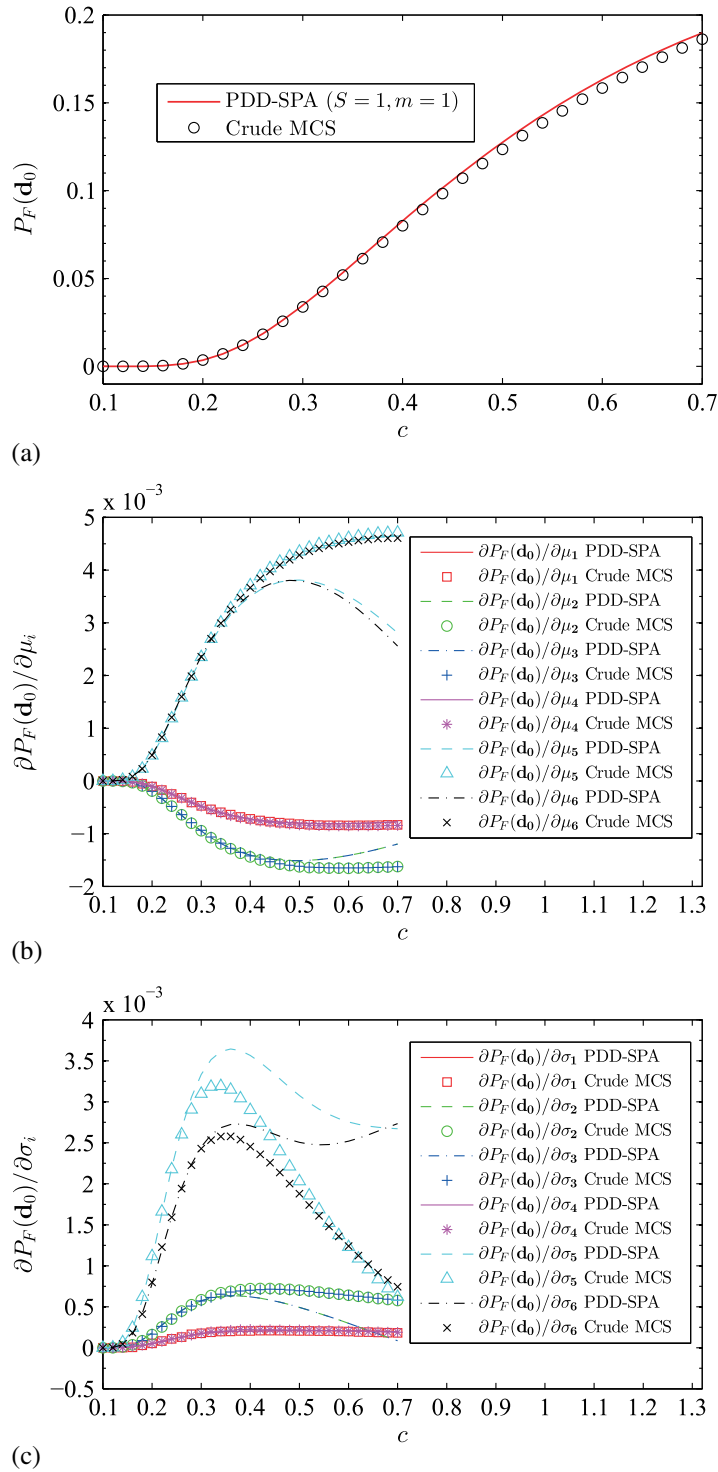 0.2
0.15
0.1
0.05
0
P_F(d_0)
PDD-SPA (S = 1, m = 1)
Crude MCS
0.1 0.2 0.3 0.4 0.5 0.6 0.7
c
(a)
x 10^−3
5
4
3
2
1
0
−1
−2
∂P_F(d_0)/∂μ_i
∂P_F(d_0)/∂μ_1 PDD-SPA
∂P_F(d_0)/∂μ_1 Crude MCS
∂P_F(d_0)/∂μ_2 PDD-SPA
∂P_F(d_0)/∂μ_2 Crude MCS
∂P_F(d_0)/∂μ_3 PDD-SPA
∂P_F(d_0)/∂μ_3 Crude MCS
∂P_F(d_0)/∂μ_4 PDD-SPA
∂P_F(d_0)/∂μ_4 Crude MCS
∂P_F(d_0)/∂μ_5 PDD-SPA
∂P_F(d_0)/∂μ_5 Crude MCS
∂P_F(d_0)/∂μ_6 PDD-SPA
∂P_F(d_0)/∂μ_6 Crude MCS
0.1 0.2 0.3 0.4 0.5 0.6 0.7 0.8 0.9 1 1.1 1.2 1.3
c
(b)
x 10^−3
4
3.5
3
2.5
2
1.5
1
0.5
0
−0.5
∂P_F(d_0)/∂σ_i
∂P_F(d_0)/∂σ_1 PDD-SPA
∂P_F(d_0)/∂σ_1 Crude MCS
∂P_F(d_0)/∂σ_2 PDD-SPA
∂P_F(d_0)/∂σ_2 Crude MCS
∂P_F(d_0)/∂σ_3 PDD-SPA
∂P_F(d_0)/∂σ_3 Crude MCS
∂P_F(d_0)/∂σ_4 PDD-SPA
∂P_F(d_0)/∂σ_4 Crude MCS
∂P_F(d_0)/∂σ_5 PDD-SPA
∂P_F(d_0)/∂σ_5 Crude MCS
∂P_F(d_0)/∂σ_6 PDD-SPA
∂P_F(d_0)/∂σ_6 Crude MCS
0.1 0.2 0.3 0.4 0.5 0.6 0.7 0.8 0.9 1 1.1 1.2 1.3
c
(c)